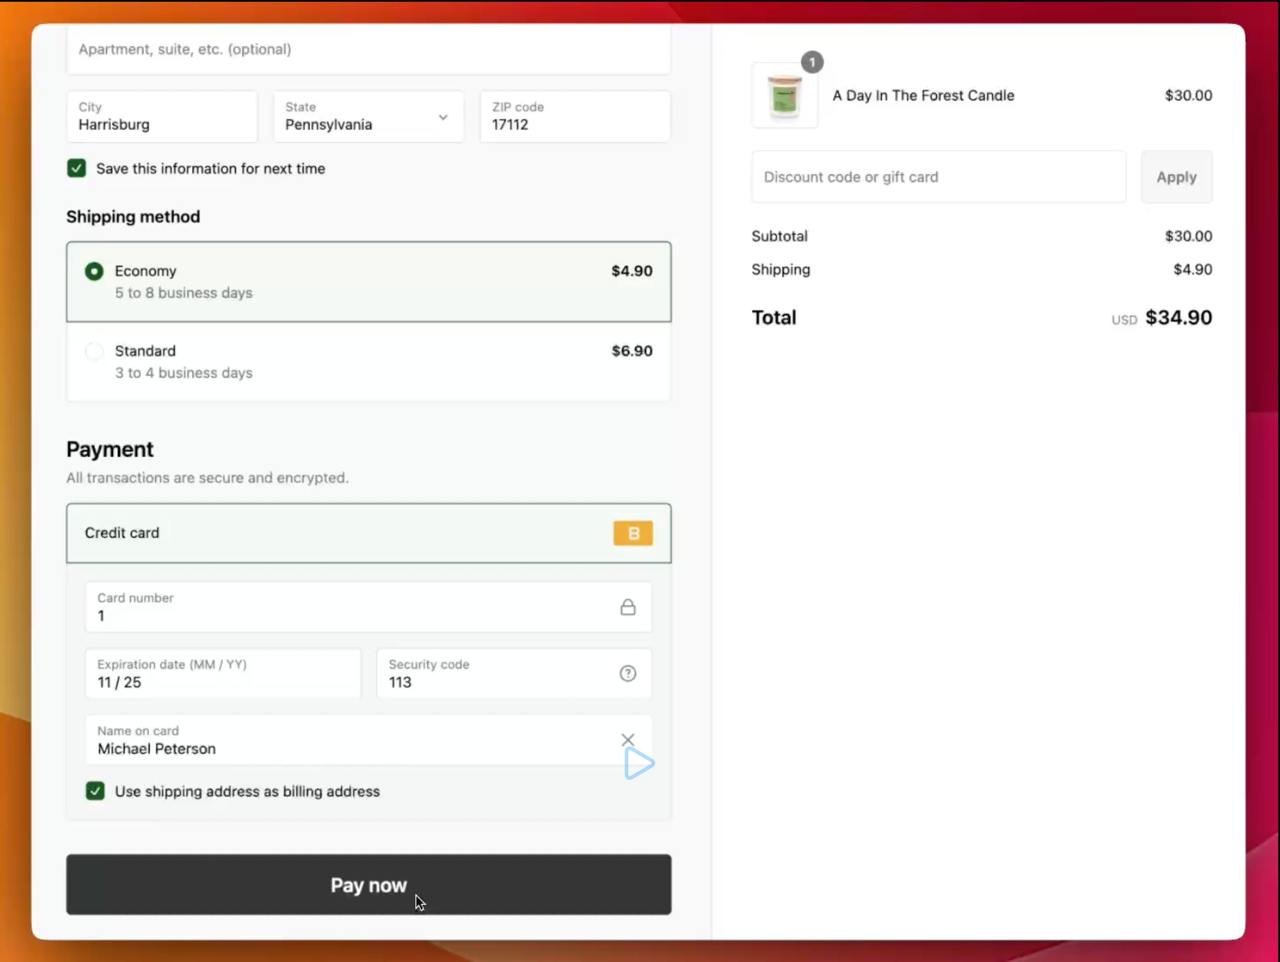 Apartment, suite, etc. (optional)
City
Harrisburg
State
Pennsylvania
ZIP code
17112
Save this information for next time
Shipping method
Economy
$4.90
5 to 8 business days
Standard
$6.90
3 to 4 business days
Payment
All transactions are secure and encrypted.
Credit card
B
Card number
1
Expiration date (MM / YY)
11 / 25
Security code
113
Name on card
Michael Peterson
Use shipping address as billing address
Pay now
1
A Day In The Forest Candle
$30.00
Discount code or gift card
Apply
Subtotal
$30.00
Shipping
$4.90
Total
USD $34.90